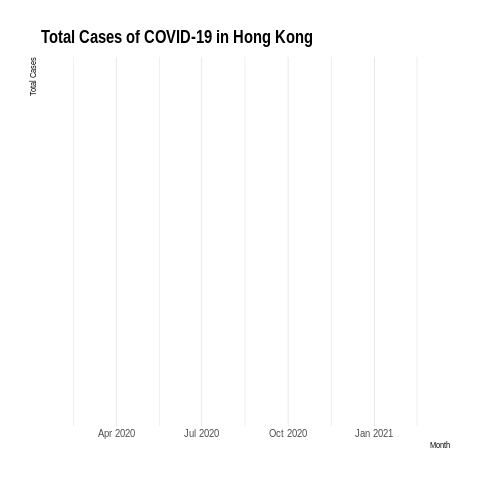 Total Cases of COVID-19 in Hong Kong
Total Cases
Apr 2020
Jul 2020
Oct 2020
Jan 2021
Month